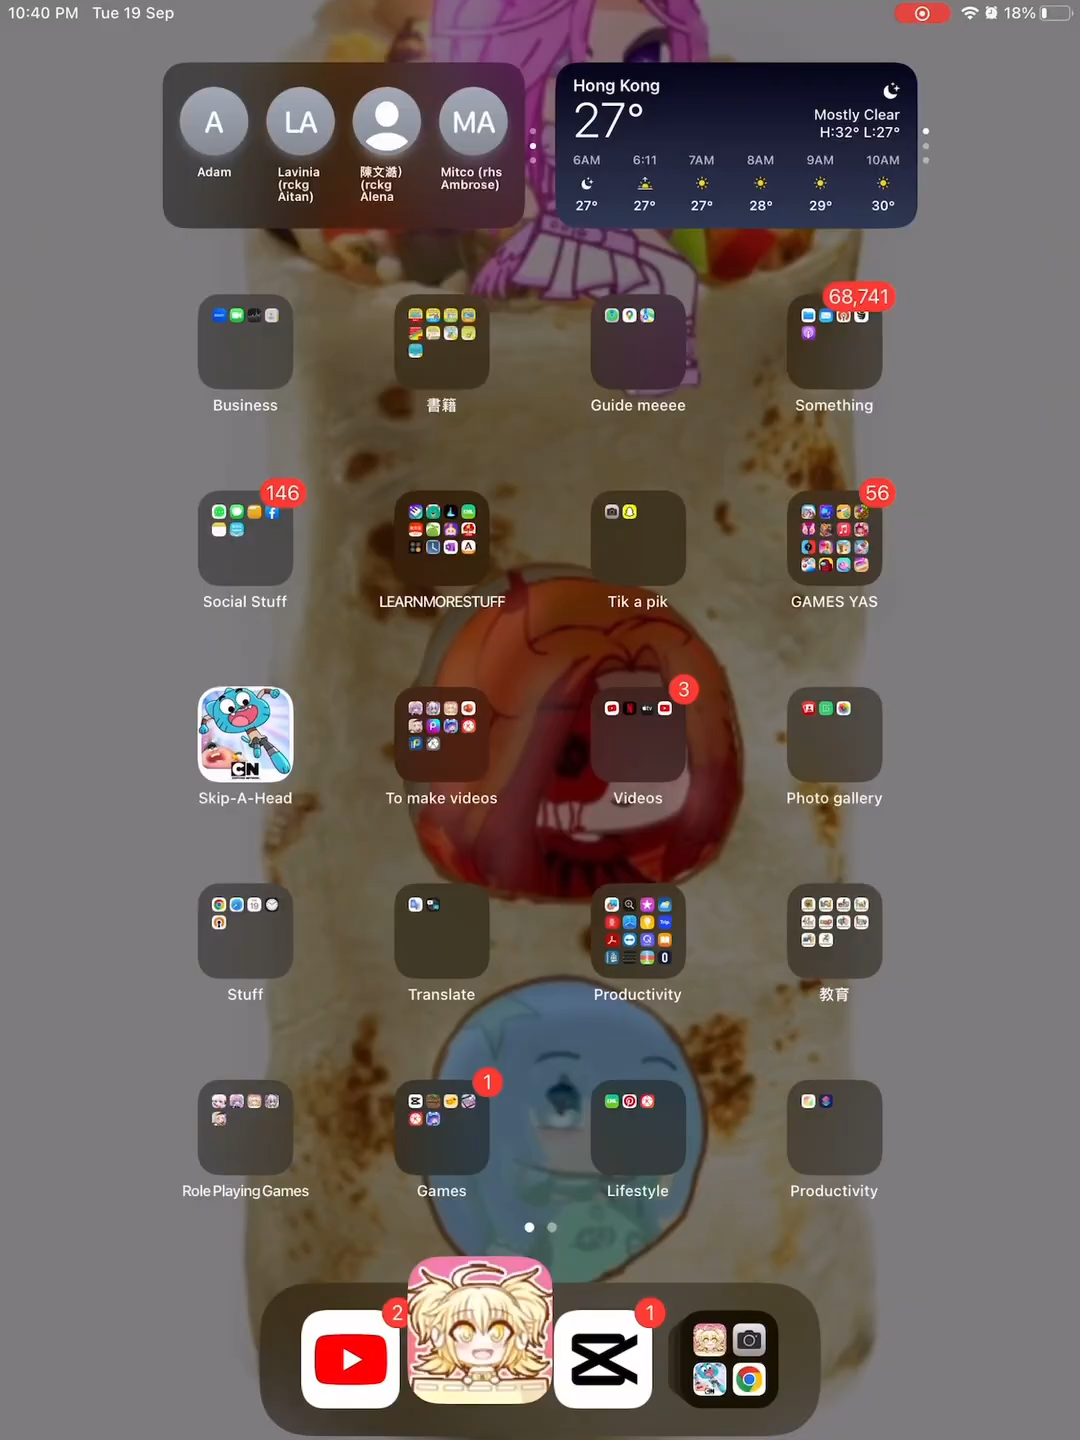 10:40 PM Tue 19 Sep
18%
A
LA
MA
Adam
Lavinia
(rckg
Aitan)
陳文澔)
(rckg
Alena
Mitco (rhs
Ambrose)
Hong Kong
27°
Mostly Clear
H:32° L:27°
6AM 6:11 7AM 8AM 9AM 10AM
27° 27° 27° 28° 29° 30°
68,741
Business 書籍 Guide meeee Something
146
56
Social Stuff LEARNMORESTUFF Tik a pik GAMES YAS
3
CN
Skip-A-Head To make videos Videos Photo gallery
Stuff Translate Productivity 教育
1
Role Playing Games Games Lifestyle Productivity
2
1